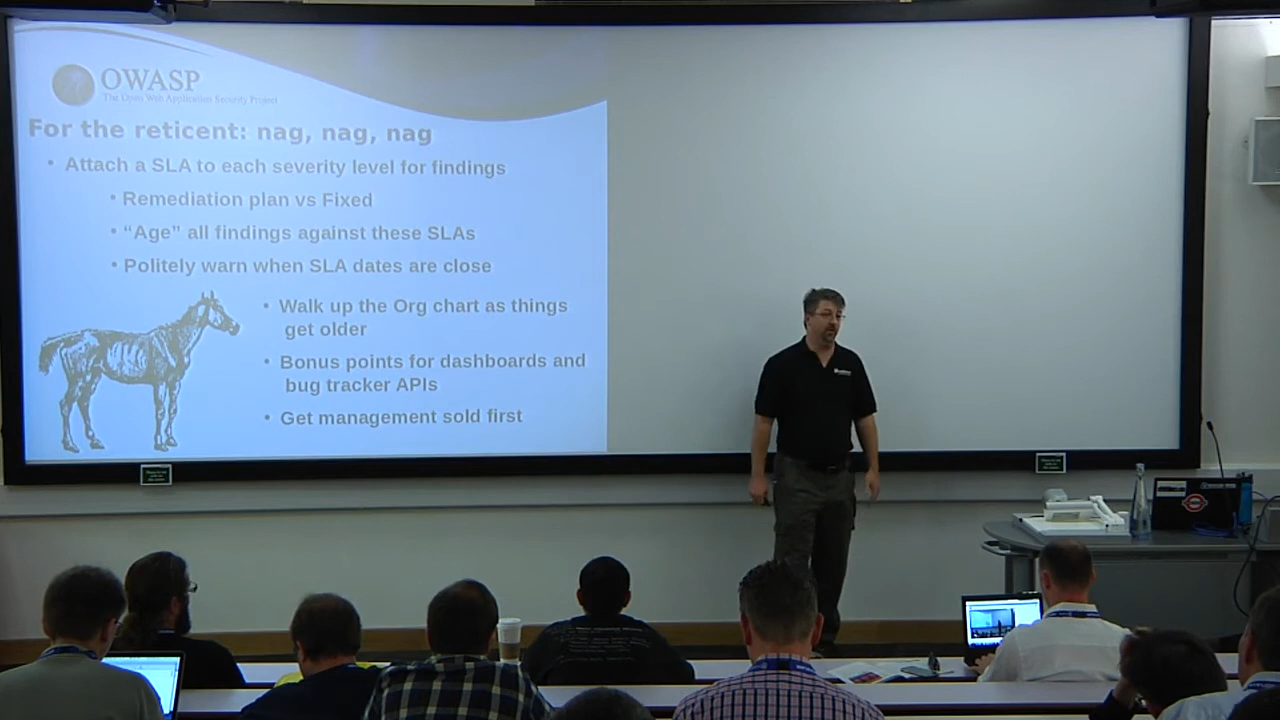 OWASP
The Open Web Application Security Project
For the reticent: nag, nag, nag
• Attach a SLA to each severity level for findings
• Remediation plan vs Fixed
• “Age” all findings against these SLAs
• Politely warn when SLA dates are close
• Walk up the Org chart as things
get older
• Bonus points for dashboards and
bug tracker APIs
• Get management sold first